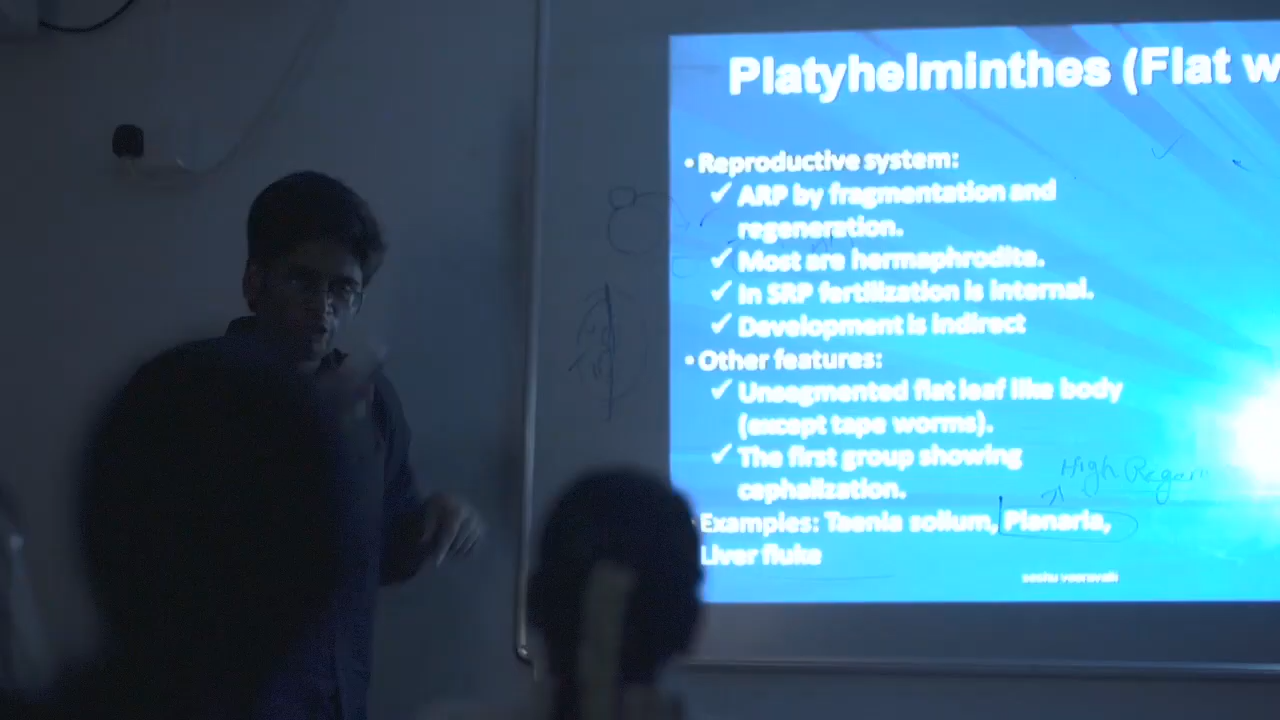 Platyhelminthes (Flat w
• Reproductive system:
✓ ARP by fragmentation and
regeneration.
✓ Most are hermaphrodite.
✓ In SRP fertilization is internal.
✓ Development is indirect
• Other features:
✓ Unsegmented flat leaf like body
(except tape worms).
✓ The first group showing
cephalization.
High
Examples: Taenia solium, Planaria,
Liver fluke